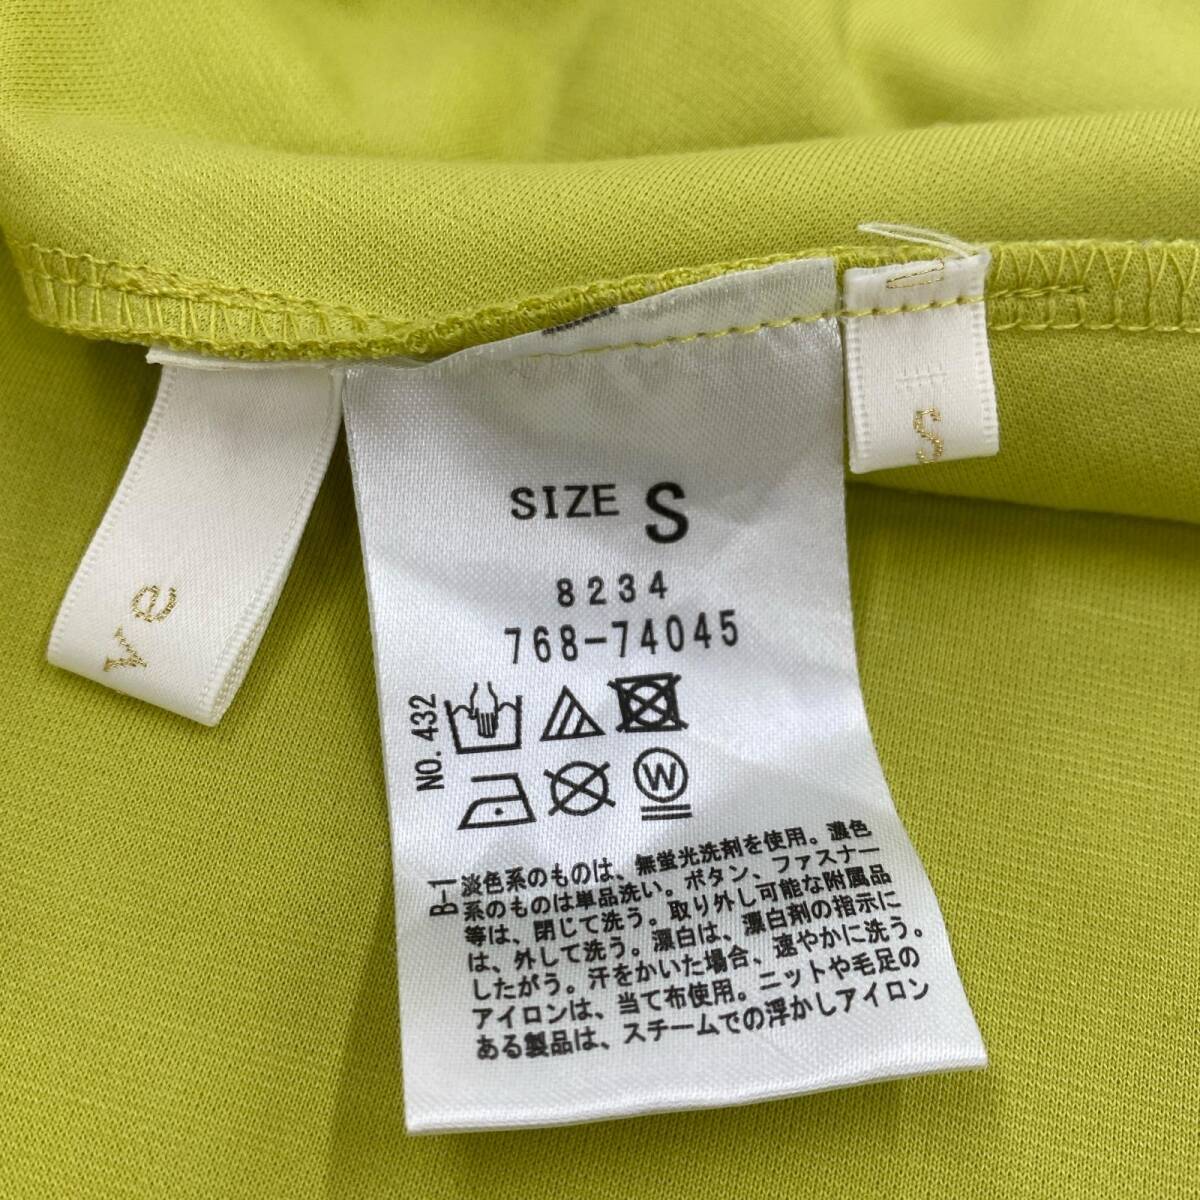 SIZE S
8234
768-74045
NO.432
W
B-1
淡色系のものは、無蛍光洗剤を使用。濃色
系のものは単品洗い。ボタン、ファスナー
等は、閉じて洗う。取り外し可能な附属品
は、外して洗う。漂白は、漂白剤の指示に
したがう。汗をかいた場合、速やかに洗う。
アイロンは、当て布使用。ニットや毛足の
ある製品は、スチームでの浮かしアイロン
S